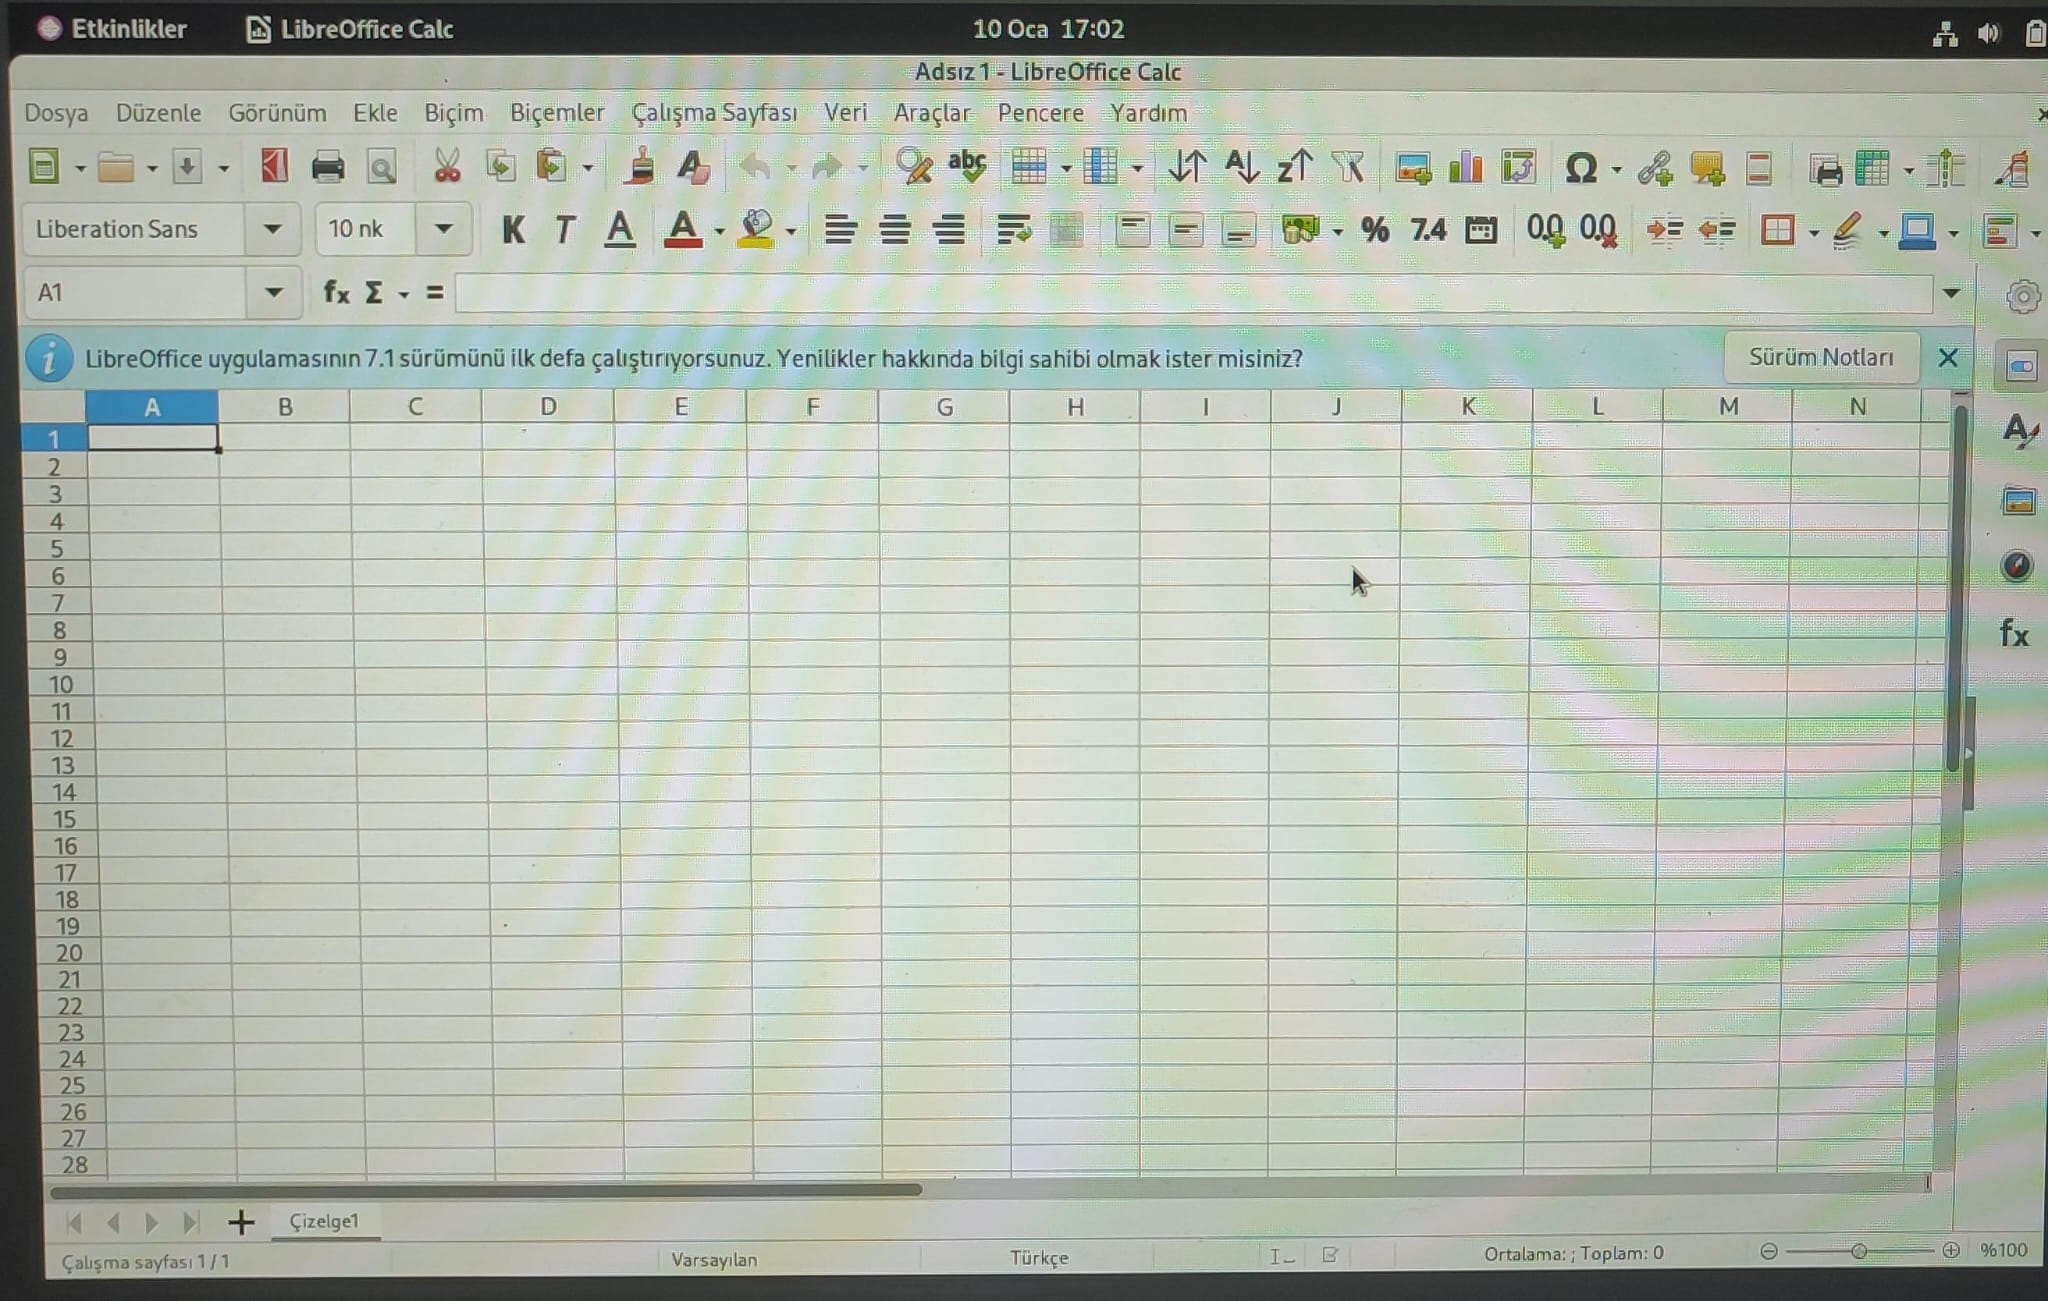 Etkinlikler LibreOffice Calc 10 Oca 17:02
Adsız 1 - LibreOffice Calc
Dosya Düzenle Görünüm Ekle Biçim Biçemler Çalışma Sayfası Veri Araçlar Pencere Yardım
abc A Z Ω
Liberation Sans 10 nk K T A A % 7.4 0.0 0.0
A1 fx Σ =
LibreOffice uygulamasının 7.1 sürümünü ilk defa çalıştırıyorsunuz. Yenilikler hakkında bilgi sahibi olmak ister misiniz? Sürüm Notları
A B C D E F G H I J K L M N
1
2
3
4
5
6
7
8
9
10
11
12
13
14
15
16
17
18
19
20
21
22
23
24
25
26
27
28
fx
Çizelge1
Çalışma sayfası 1 / 1 Varsayılan Türkçe Ortalama: ; Toplam: 0 %100